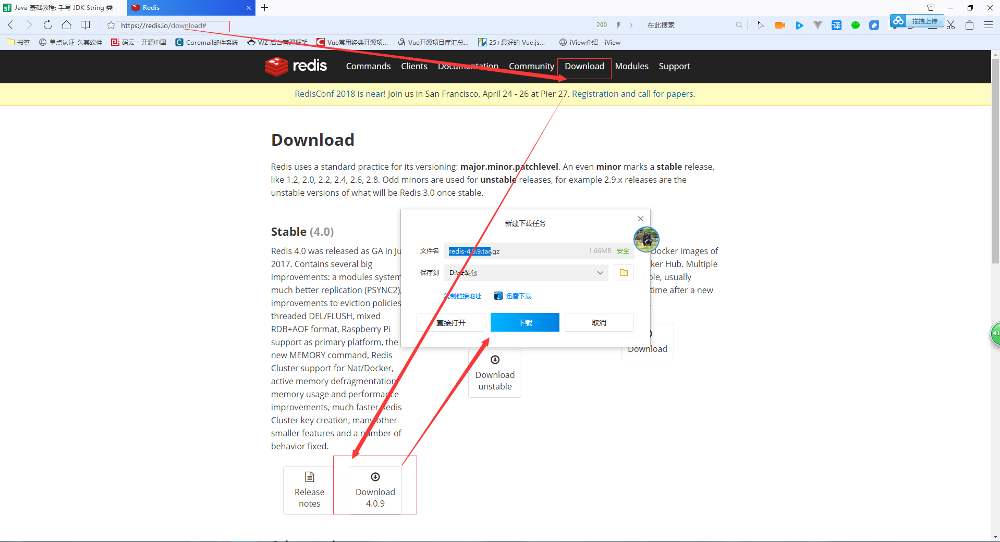 Java 基础教程: 手写 JDK String 类 -
Redis
https://redis.io/download#
200
在此搜索
译
拖拽上传
书签
单点认证-久其软件
码云 - 开源中国
Coremail邮件系统
WZ 后台管理框架
Vue常用经典开源项...
Vue开源项目库汇总...
25+最好的 Vue.js...
iView介绍 - iView
redis
Commands
Clients
Documentation
Community
Download
Modules
Support
RedisConf 2018 is near! Join us in San Francisco, April 24 - 26 at Pier 27. Registration and call for papers.
Download
Redis uses a standard practice for its versioning: major.minor.patchlevel. An even minor marks a stable release,
like 1.2, 2.0, 2.2, 2.4, 2.6, 2.8. Odd minors are used for unstable releases, for example 2.9.x releases are the
unstable versions of what will be Redis 3.0 once stable.
Stable (4.0)
Redis 4.0 was released as GA in Ju
2017. Contains several big
improvements: a modules system
much better replication (PSYNC2),
improvements to eviction policies
threaded DEL/FLUSH, mixed
RDB+AOF format, Raspberry Pi
support as primary platform, the
new MEMORY command, Redis
Cluster support for Nat/Docker,
active memory defragmentation
memory usage and performance
improvements, much faster Redis
Cluster key creation, many other
smaller features and a number of
behavior fixed.
Release
notes
Download
4.0.9
新建下载任务
文件名
redis-4.0.9.tar.gz
1.66MB
安全
保存到
D:\安装包
复制链接地址
迅雷下载
直接打开
下载
取消
Download
unstable
Docker images of
ker Hub. Multiple
le, usually
time after a new
Download
41